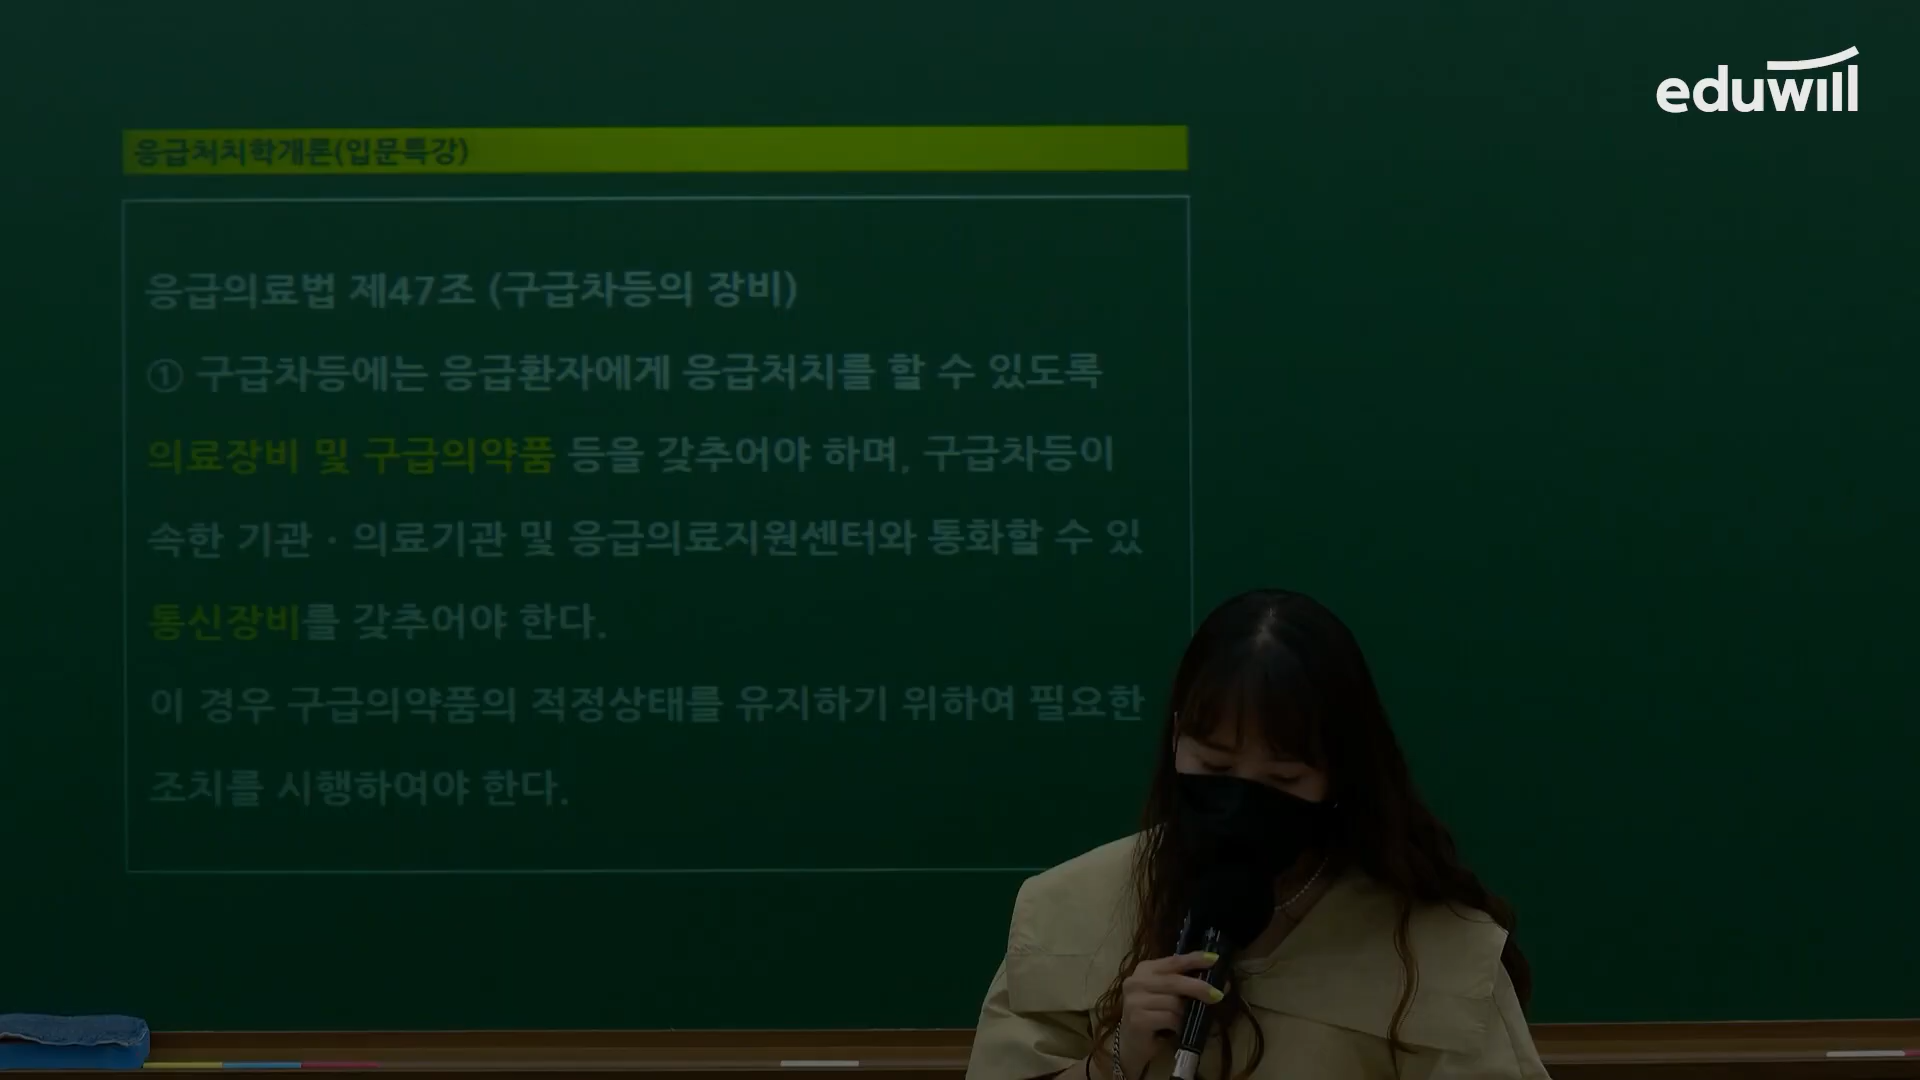 eduwill
응급처치학개론(입문특강)
응급의료법 제47조 (구급차등의 장비)
① 구급차등에는 응급환자에게 응급처치를 할 수 있도록
의료장비 및 구급의약품 등을 갖추어야 하며, 구급차등이
속한 기관 · 의료기관 및 응급의료지원센터와 통화할 수 있
통신장비를 갖추어야 한다.
이 경우 구급의약품의 적정상태를 유지하기 위하여 필요한
조치를 시행하여야 한다.